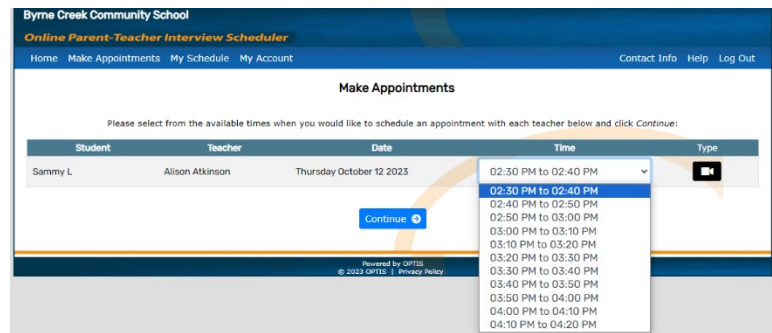 Byrne Creek Community School
Online Parent-Teacher Interview Scheduler
Home Make Appointments My Schedule My Account Contact Info Help Log Out
Make Appointments
Please select from the available times when you would like to schedule an appointment with each teacher below and click Continue:
Student Teacher Date Time Type
Sammy L Alison Atkinson Thursday October 12 2023 02:30 PM to 02:40 PM
02:30 PM to 02:40 PM
02:40 PM to 02:50 PM
02:50 PM to 03:00 PM
03:00 PM to 03:10 PM
03:10 PM to 03:20 PM
03:20 PM to 03:30 PM
03:30 PM to 03:40 PM
03:40 PM to 03:50 PM
03:50 PM to 04:00 PM
04:00 PM to 04:10 PM
04:10 PM to 04:20 PM
Continue
Powered by OPTIS
© 2023 OPTIS | Privacy Policy